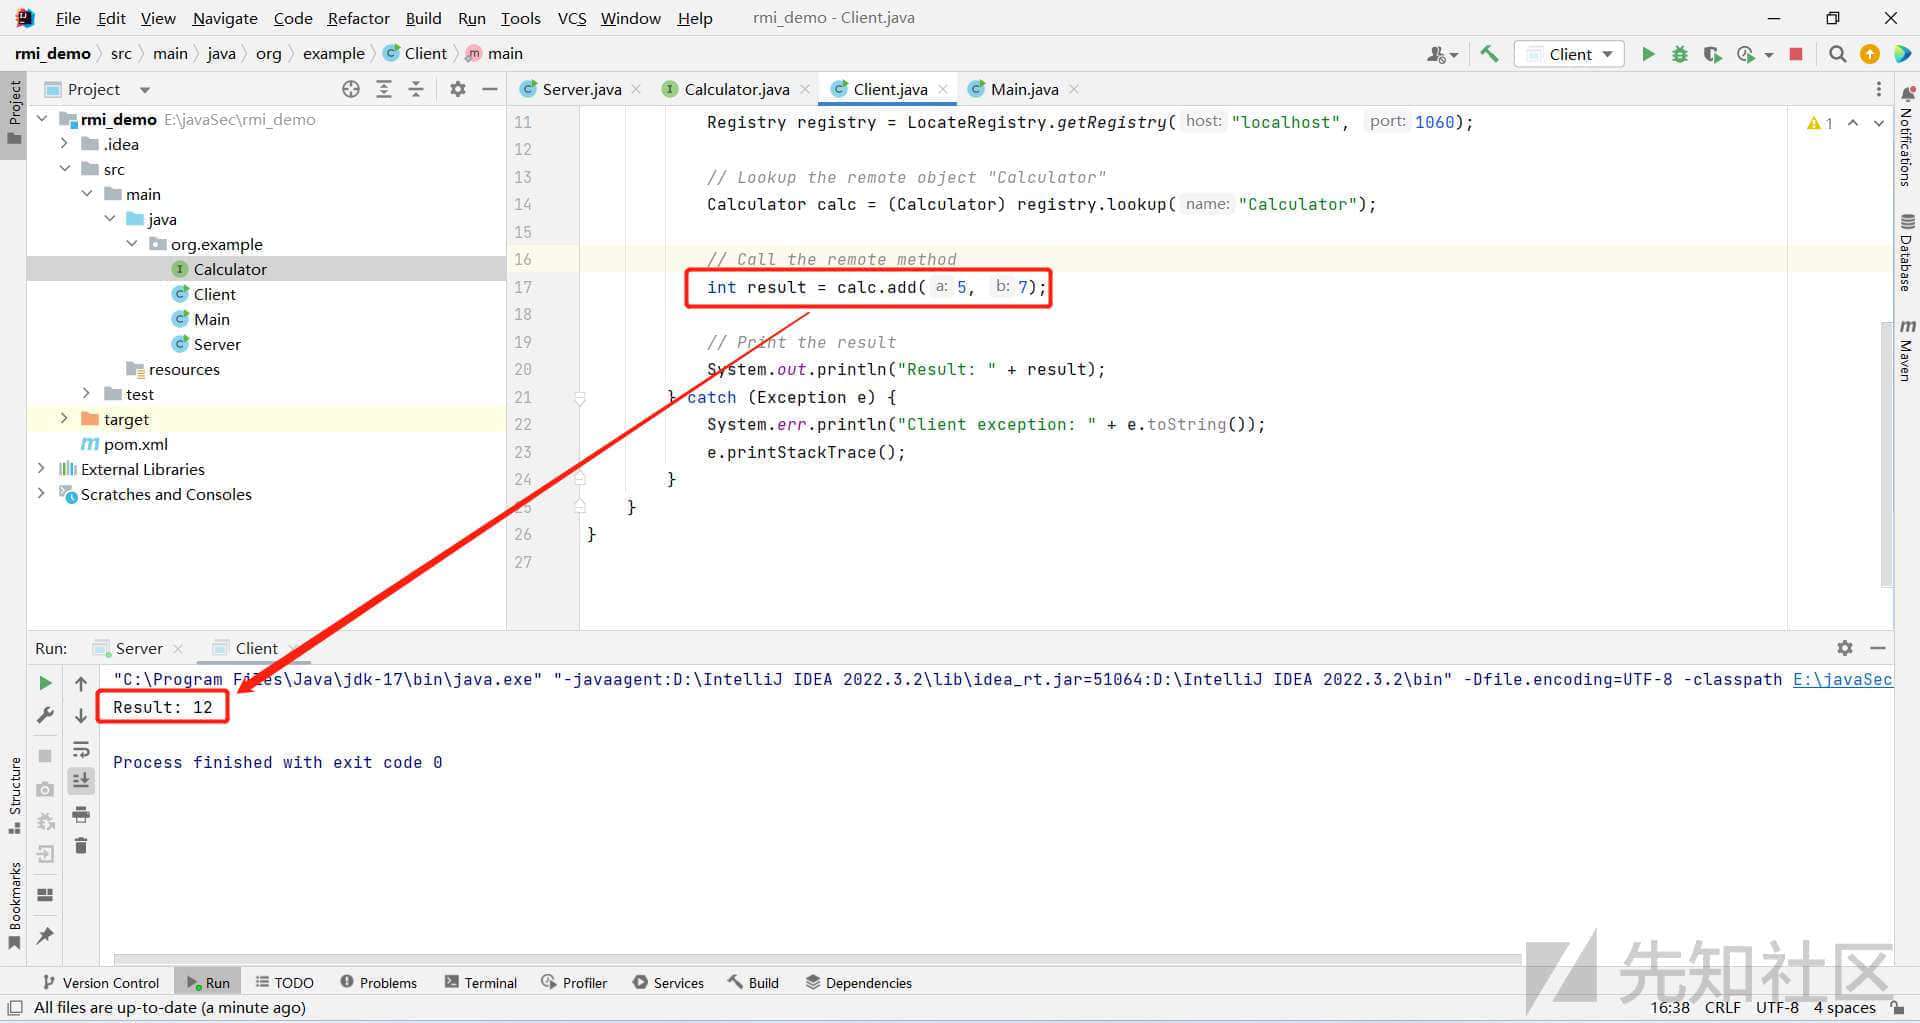 File Edit View Navigate Code Refactor Build Run Tools VCS Window Help rmi_demo - Client.java
rmi_demo src main java org example Client main
Client
Project
Server.java Calculator.java Client.java Main.java
rmi_demo E:\javaSec\rmi_demo
.idea
src
main
java
org.example
Calculator
Client
Main
Server
resources
test
target
pom.xml
External Libraries
Scratches and Consoles
11 Registry registry = LocateRegistry.getRegistry( host: "localhost", port: 1060);
12
13 // Lookup the remote object "Calculator"
14 Calculator calc = (Calculator) registry.lookup( name: "Calculator");
15
16 // Call the remote method
17 int result = calc.add( a: 5, b: 7);
18
19 // Print the result
20 System.out.println("Result: " + result);
21 } catch (Exception e) {
22 System.err.println("Client exception: " + e.toString());
23 e.printStackTrace();
24 }
25 }
26 }
27
1
Project
Structure
Bookmarks
Notifications
Database
Maven
Run: Server Client
"C:\Program Files\Java\jdk-17\bin\java.exe" "-javaagent:D:\IntelliJ IDEA 2022.3.2\lib\idea_rt.jar=51064:D:\IntelliJ IDEA 2022.3.2\bin" -Dfile.encoding=UTF-8 -classpath E:\javaSec
Result: 12
Process finished with exit code 0
Version Control Run TODO Problems Terminal Profiler Services Build Dependencies
All files are up-to-date (a minute ago)
16:38 CRLF UTF-8 4 spaces
先知社区